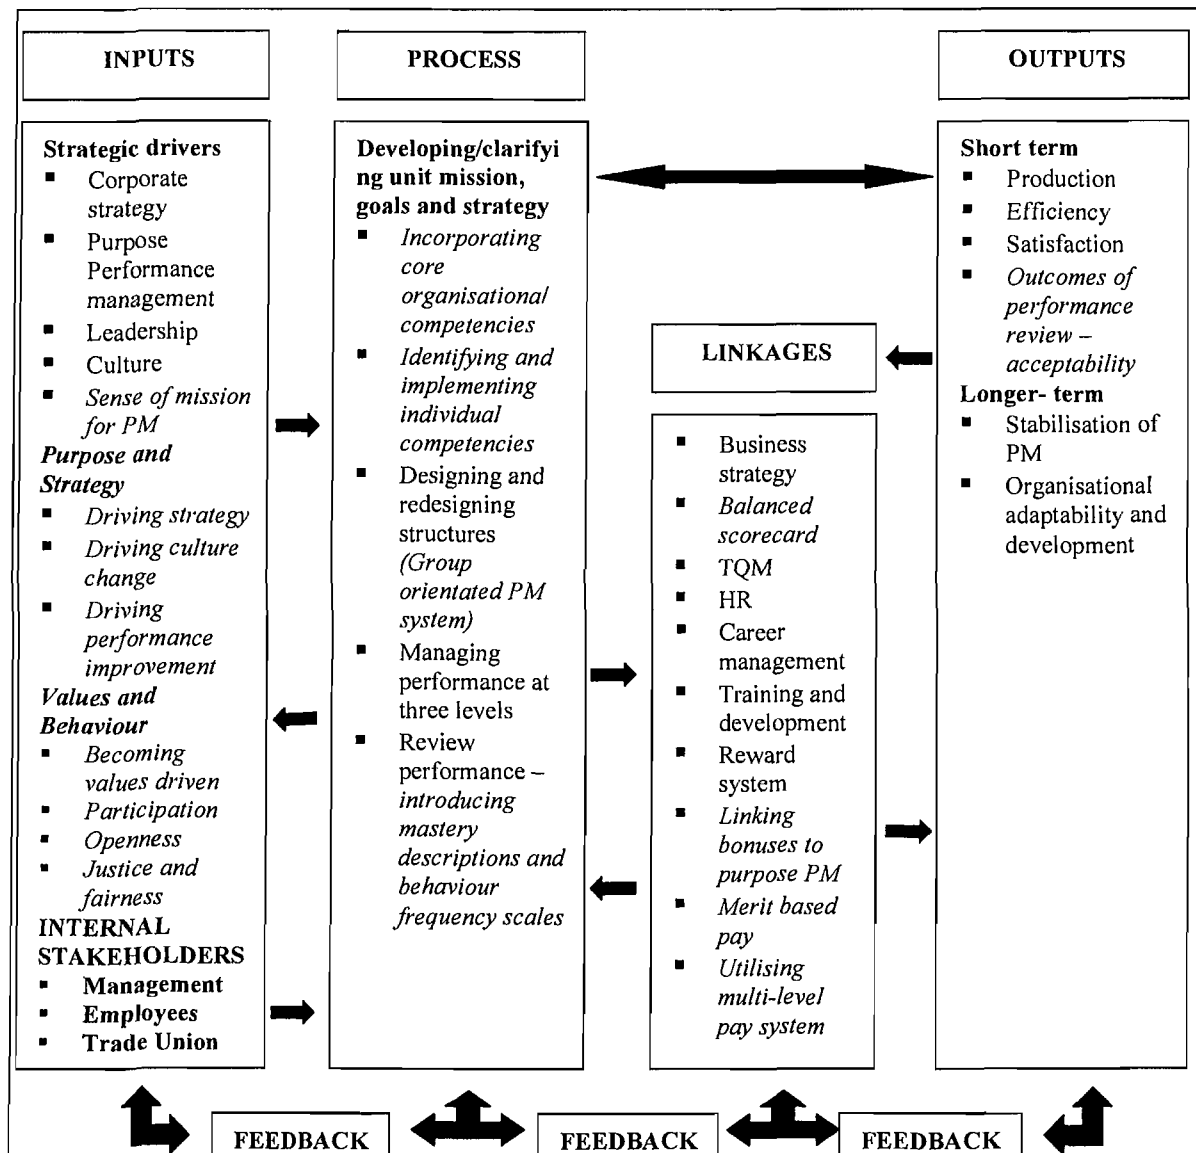 INPUTS
Strategic drivers
▪ Corporate
strategy
▪ Purpose
Performance
management
▪ Leadership
▪ Culture
▪ Sense of mission
for PM
Purpose and
Strategy
▪ Driving strategy
▪ Driving culture
change
▪ Driving
performance
improvement
Values and
Behaviour
▪ Becoming
values driven
▪ Participation
▪ Openness
▪ Justice and
fairness
INTERNAL
STAKEHOLDERS
▪ Management
▪ Employees
▪ Trade Union
PROCESS
Developing/clarifyi
ng unit mission,
goals and strategy
▪ Incorporating
core
organisational
competencies
▪ Identifying and
implementing
individual
competencies
▪ Designing and
redesigning
structures
(Group
orientated PM
system)
▪ Managing
performance at
three levels
▪ Review
performance –
introducing
mastery
descriptions and
behaviour
frequency scales
LINKAGES
▪ Business
strategy
▪ Balanced
scorecard
▪ TQM
▪ HR
▪ Career
management
▪ Training and
development
▪ Reward
system
▪ Linking
bonuses to
purpose PM
▪ Merit based
pay
▪ Utilising
multi-level
pay system
OUTPUTS
Short term
▪ Production
▪ Efficiency
▪ Satisfaction
▪ Outcomes of
performance
review –
acceptability
Longer- term
▪ Stabilisation of
PM
▪ Organisational
adaptability and
development
FEEDBACK
FEEDBACK
FEEDBACK